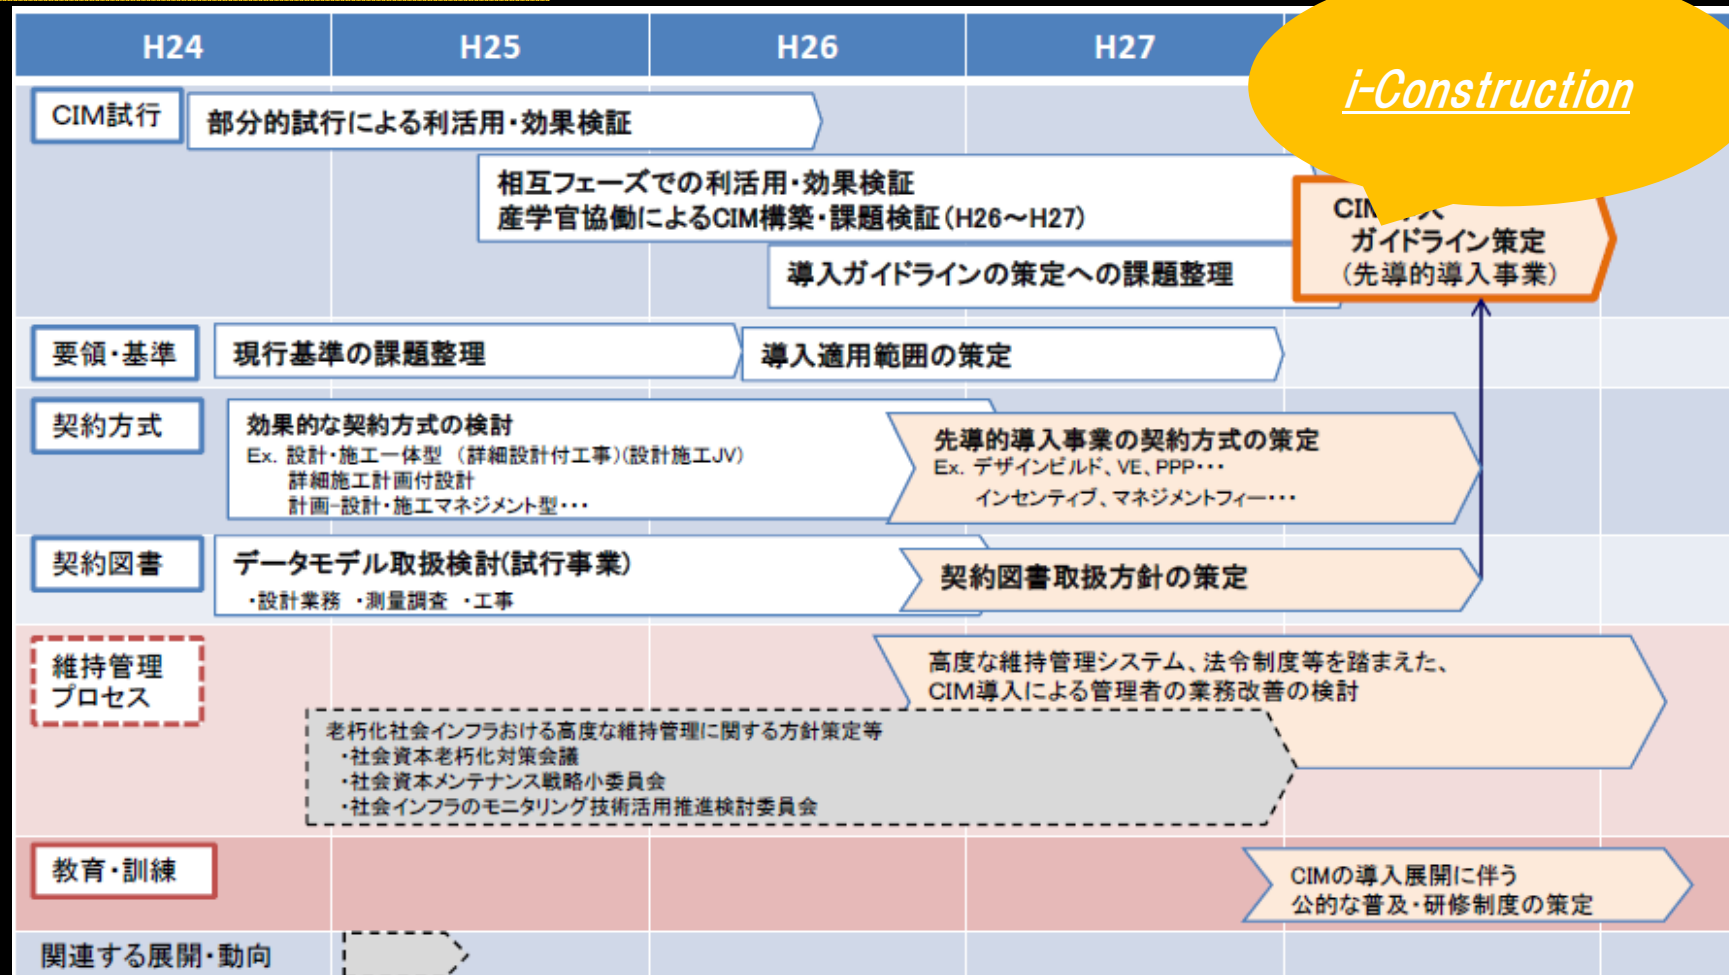 H24
H25
H26
H27
i-Construction
CIM試行
部分的試行による利活用・効果検証
相互フェーズでの利活用・効果検証
産学官協働によるCIM構築・課題検証（H26～H27）
導入ガイドラインの策定への課題整理
ガイドライン策定
（先導的導入事業）
要領・基準
現行基準の課題整理
導入適用範囲の策定
契約方式
効果的な契約方式の検討
Ex. 設計・施工一体型 （詳細設計付工事）（設計施工JV）
詳細施工計画付設計
計画-設計・施工マネジメント型・・・
先導的導入事業の契約方式の策定
Ex. デザインビルド、VE、PPP・・・
インセンティブ、マネジメントフィー・・・
契約図書
データモデル取扱検討(試行事業)
・設計業務 ・測量調査 ・工事
契約図書取扱方針の策定
維持管理
プロセス
高度な維持管理システム、法令制度等を踏まえた、
CIM導入による管理者の業務改善の検討
老朽化社会インフラおける高度な維持管理に関する方針策定等
・社会資本老朽化対策会議
・社会資本メンテナンス戦略小委員会
・社会インフラのモニタリング技術活用推進検討委員会
教育・訓練
CIMの導入展開に伴う
公的な普及・研修制度の策定
関連する展開・動向